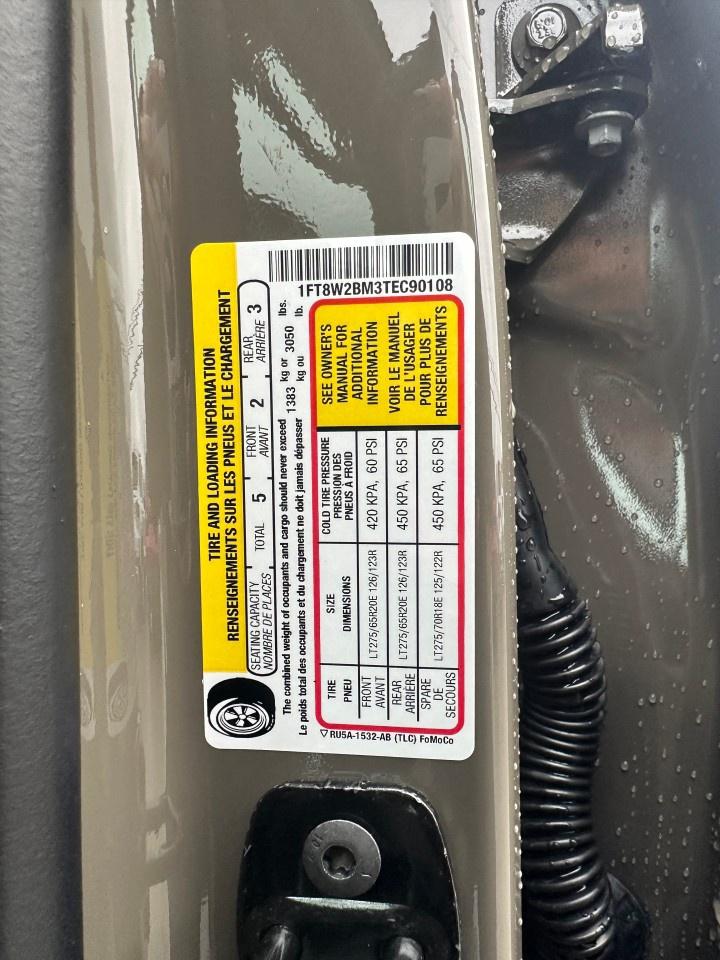 TIRE AND LOADING INFORMATION
RENSEIGNEMENTS SUR LES PNEUS ET LE CHARGEMENT
SEATING CAPACITY
NOMBRE DE PLACES
TOTAL 5
FRONT
AVANT
2
REAR
ARRIÈRE
3
The combined weight of occupants and cargo should never exceed 1383 kg or 3050 lbs.
Le poids total des occupants et du chargement ne doit jamais dépasser kg ou lb.
TIRE
PNEU
SIZE
DIMENSIONS
COLD TIRE PRESSURE
PRESSION DES
PNEUS À FROID
FRONT
AVANT
LT275/65R20E 126/123R
420 KPA, 60 PSI
REAR
ARRIÈRE
LT275/65R20E 126/123R
450 KPA, 65 PSI
SPARE
DE
SECOURS
LT275/70R18E 125/122R
450 KPA, 65 PSI
SEE OWNER'S
MANUAL FOR
ADDITIONAL
INFORMATION
VOIR LE MANUEL
DE L'USAGER
POUR PLUS DE
RENSEIGNEMENTS
1FT8W2BM3TEC90108
▽ RU5A-1532-AB (TLC) FoMoCo